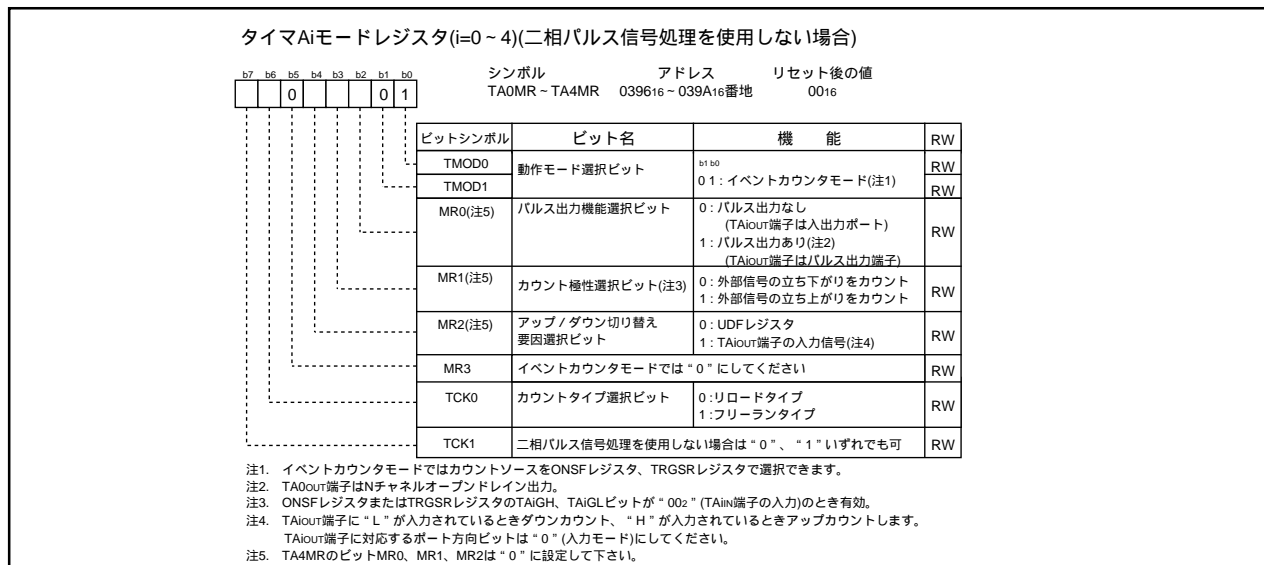 タイマAiモードレジスタ(i=0 ~ 4)(二相パルス信号処理を使用しない場合)
b7 b6 b5 b4 b3 b2 b1 b0
0 0 1
シンボル アドレス リセット後の値
TA0MR ~ TA4MR 039616 ~ 039A16番地 0016
ビットシンボル ビット名 機 能 RW
TMOD0 動作モード選択ビット b1 b0 RW
TMOD1 0 1 : イベントカウンタモード(注1) RW
MR0(注5) パルス出力機能選択ビット 0 : パルス出力なし
(TAiOUT端子は入出力ポート) RW
1 : パルス出力あり(注2)
(TAiOUT端子はパルス出力端子)
MR1(注5) カウント極性選択ビット(注3) 0 : 外部信号の立ち下がりをカウント
1 : 外部信号の立ち上がりをカウント RW
MR2(注5) アップ / ダウン切り替え
要因選択ビット 0 : UDFレジスタ
1 : TAiOUT端子の入力信号(注4) RW
MR3 イベントカウンタモードでは “ 0 ” にしてください RW
TCK0 カウントタイプ選択ビット 0 :リロードタイプ
1 :フリーランタイプ RW
TCK1 二相パルス信号処理を使用しない場合は “ 0 ” 、 “ 1 ” いずれでも可 RW
注1. イベントカウンタモードではカウントソースをONSFレジスタ、TRGSRレジスタで選択できます。
注2. TA0OUT端子はNチャネルオープンドレイン出力。
注3. ONSFレジスタまたはTRGSRレジスタのTAiGH、TAiGLビットが “ 002 ” (TAiIN端子の入力)のとき有効。
注4. TAiOUT端子に “ L ” が入力されているときダウンカウント、 “ H ” が入力されているときアップカウントします。
TAiOUT端子に対応するポート方向ビットは “ 0 ” (入力モード)にしてください。
注5. TA4MRのビットMR0、MR1、MR2は “ 0 ” に設定して下さい。